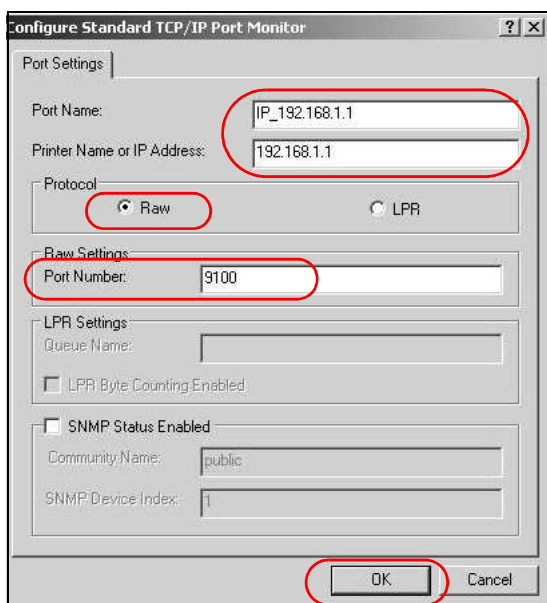 Configure Standard TCP/IP Port Monitor
Port Settings
Port Name: IP_192.168.1.1
Printer Name or IP Address: 192.168.1.1
Protocol
Raw LPR
Raw Settings
Port Number: 9100
LPR Settings
Queue Name:
LPR Byte Counting Enabled
SNMP Status Enabled
Community Name: public
SNMP Device Index: 1
OK Cancel